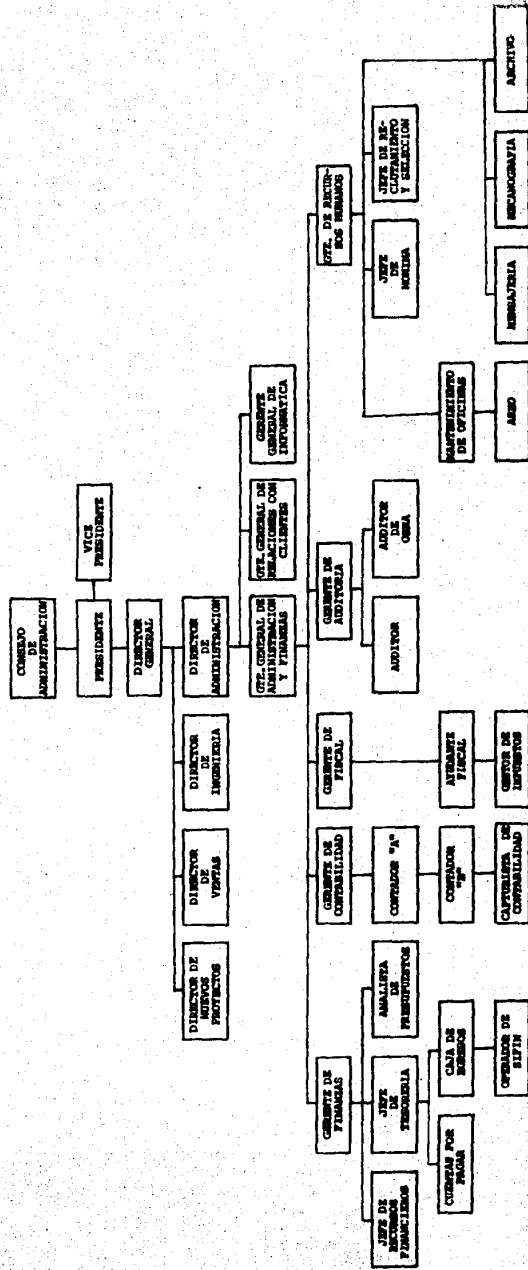 CONSEJO
DE
ADMINISTRACION
PRESIDENTE
VICE
PRESIDENTE
DIRECTOR
GENERAL
DIRECTOR DE
NUEVOS
PROYECTOS
DIRECTOR
DE
VENTAS
DIRECTOR
DE
INGENIERIA
DIRECTOR
DE
ADMINISTRACION
GTE. GENERAL DE
ADMINISTRACION
Y FINANZAS
GTE. GENERAL DE
RELACIONES CON
CLIENTES
GERENTE
GENERAL DE
INFORMATICA
GERENTE DE
FINANZAS
GERENTE DE
CONTABILIDAD
GERENTE DE
FISCAL
GERENTE DE
AUDITORIA
GTE. DE RECUR-
SOS HUMANOS
JEFE DE
RECURSOS
FINANCIEROS
JEFE
DE
TESORERIA
ANALISTA
DE
PRESUPUESTOS
CONTADOR "A"
AUDITOR
AUDITOR
DE
OBRA
JEFE
DE
NOMINA
JEFE DE RE-
CLUTAMIENTO
Y SELECCION
CUENTAS POR
PAGAR
CAJA DE
EGRESOS
CONTADOR
"B"
AYUDANTE
FISCAL
MANTENIMIENTO
DE OFICINAS
OPERADOR DE
SIFIN
CAPTURISTA DE
CONTABILIDAD
GESTOR DE
IMPUESTOS
ASEO
MENSAJERIA
MECANOGRAFIA
ARCHIVO